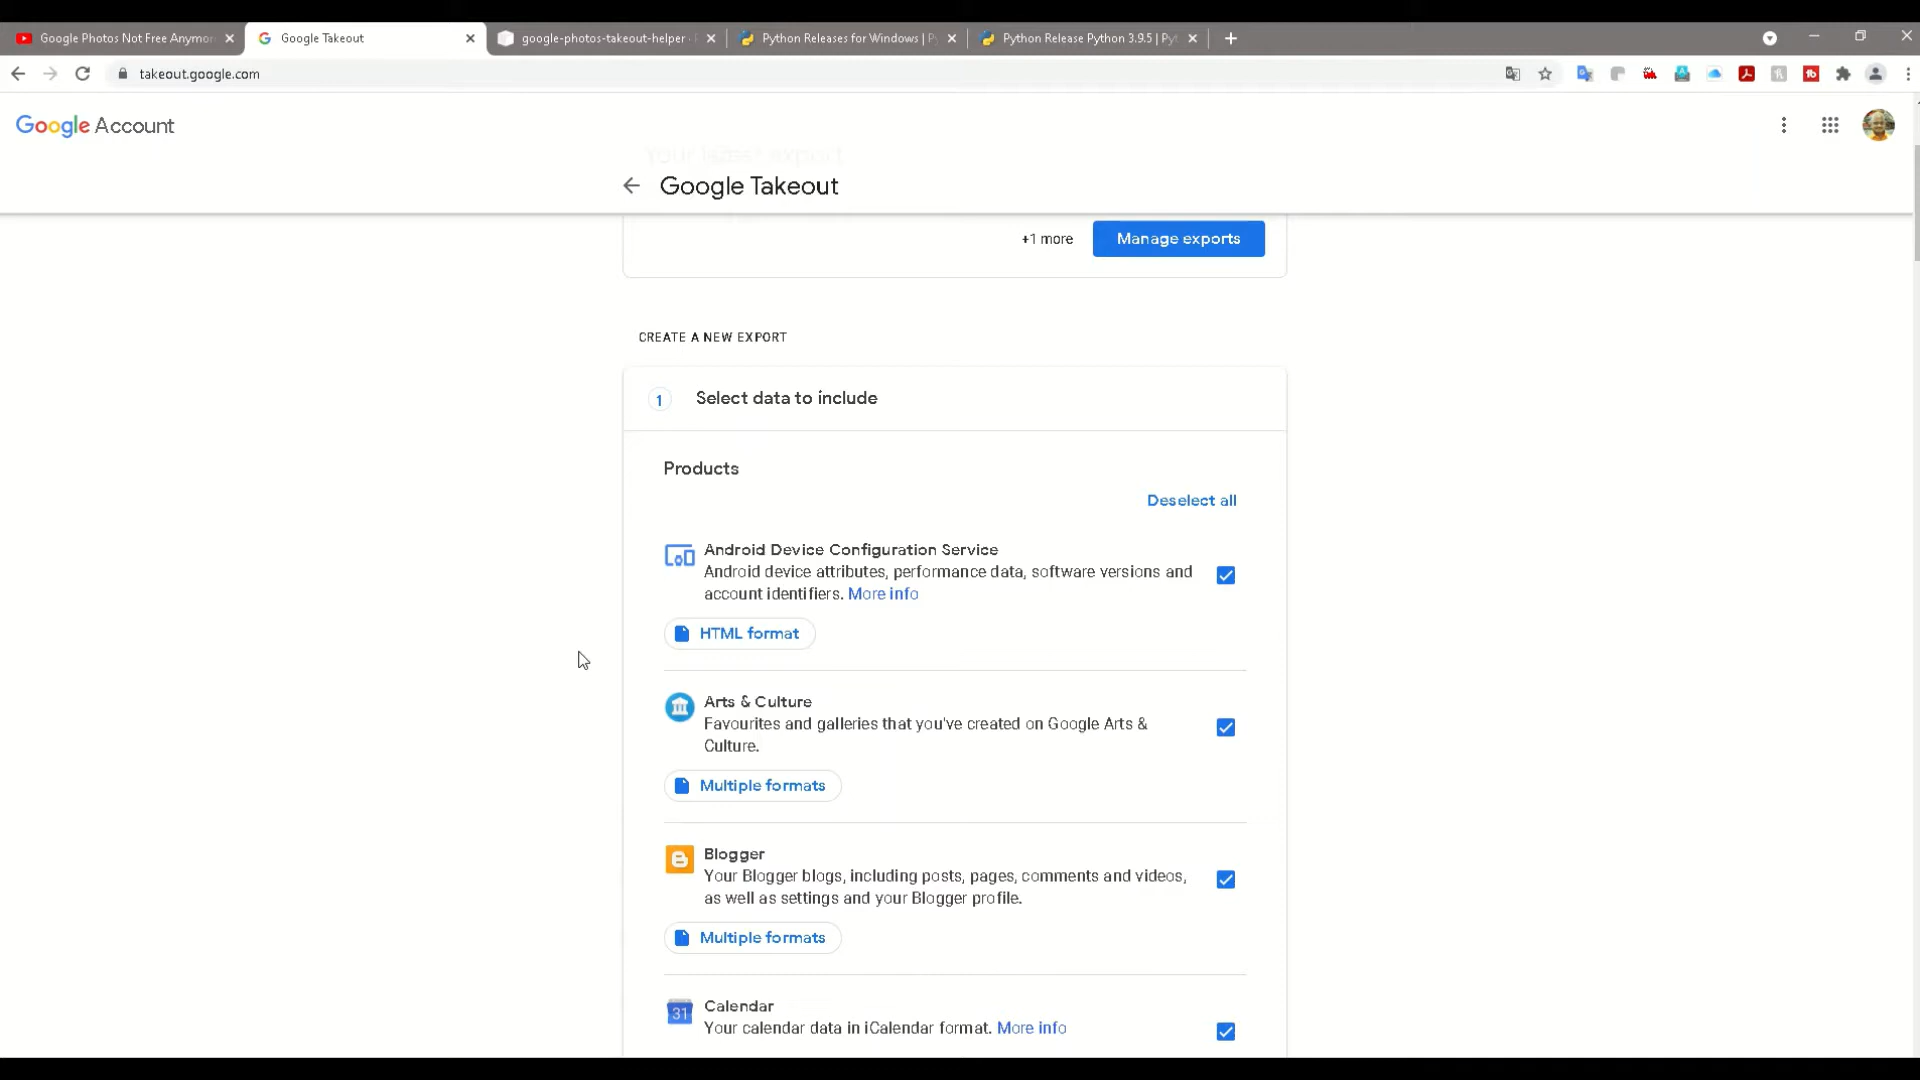 Google Photos Not Free Anymor
Google Takeout
google-photos-takeout-helper ·
Python Releases for Windows | P
Python Release Python 3.9.5 | Pyt
takeout.google.com
Google Account
Google Takeout
+1 more
Manage exports
CREATE A NEW EXPORT
1 Select data to include
Products
Deselect all
Android Device Configuration Service
Android device attributes, performance data, software versions and
account identifiers. More info
HTML format
Arts & Culture
Favourites and galleries that you've created on Google Arts &
Culture.
Multiple formats
Blogger
Your Blogger blogs, including posts, pages, comments and videos,
as well as settings and your Blogger profile.
Multiple formats
31
Calendar
Your calendar data in iCalendar format. More info